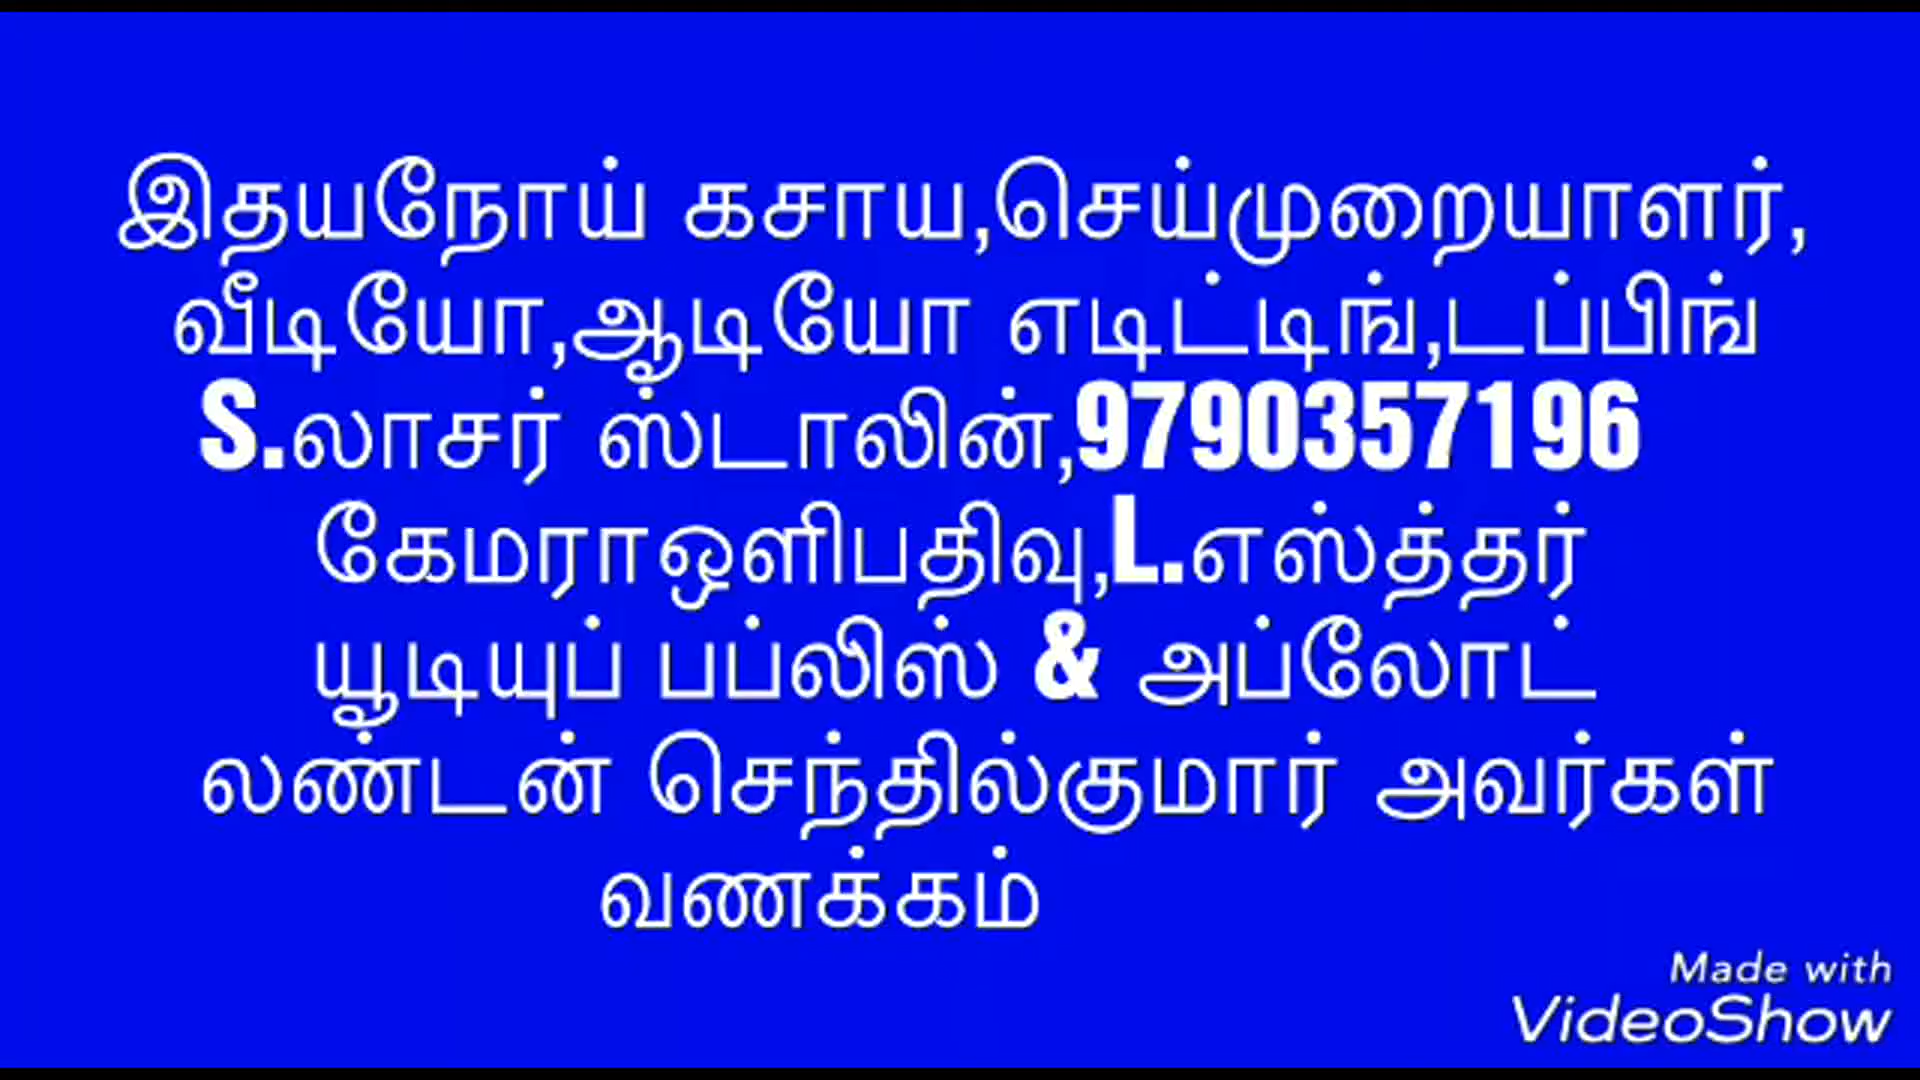 இதயநோய் கசாய,செய்முறையாளர்,
வீடியோ,ஆடியோ எடிட்டிங்,டப்பிங்
S.லாசர் ஸ்டாலின்,9790357196
கேமராஒளிபதிவு,L.எஸ்த்தர்
யூடியுப் பப்லிஸ் & அப்லோட்
லண்டன் செந்தில்குமார் அவர்கள்
வணக்கம்
Made with
VideoShow